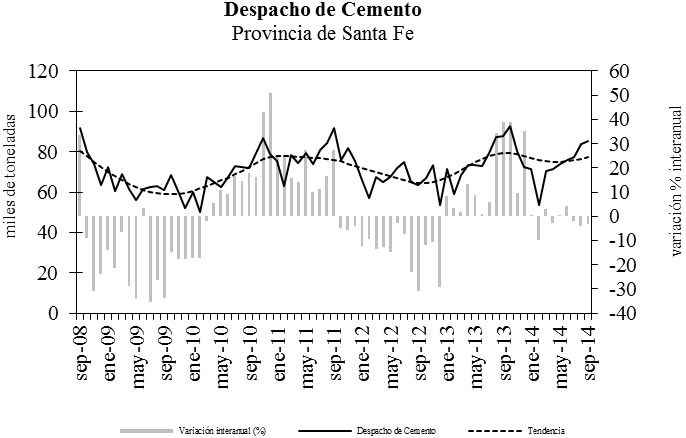 Despacho de Cemento
Provincia de Santa Fe
miles de toneladas
120
100
80
60
40
20
0
60
50
40
30
20
10
0
-10
-20
-30
-40
variación % interanual
sep-08
ene-09
may-09
sep-09
ene-10
may-10
sep-10
ene-11
may-11
sep-11
ene-12
may-12
sep-12
ene-13
may-13
sep-13
ene-14
may-14
sep-14
Variación interanual (%)
Despacho de Cemento
Tendencia